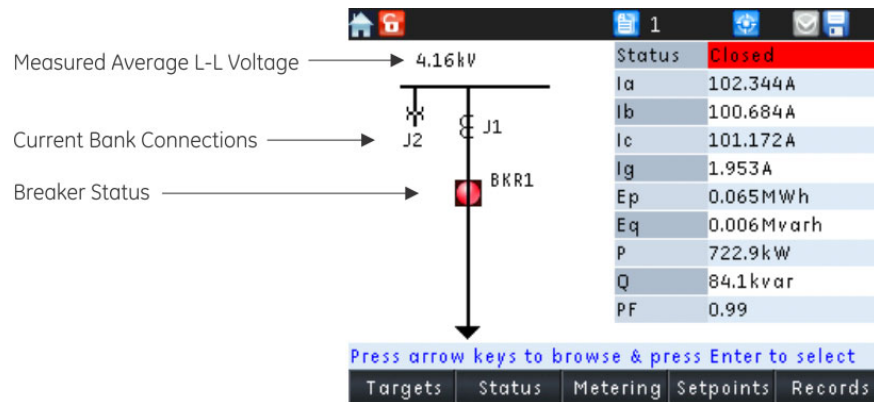 1
Measured Average L-L Voltage
4.16kV
Current Bank Connections
J2
J1
Breaker Status
BKR1
Status Closed
Ia 102.344A
Ib 100.684A
Ic 101.172A
Ig 1.953A
Ep 0.065MWh
Eq 0.006Mvarh
P 722.9kW
Q 84.1kvar
PF 0.99
Press arrow keys to browse & press Enter to select
Targets Status Metering Setpoints Records